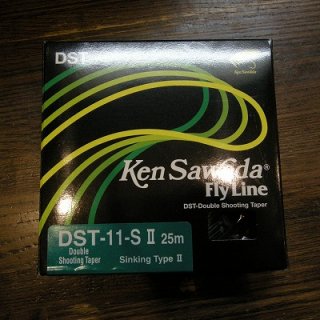 DST
Ken Sawada®
Fly Line
DST-Double Shooting Taper
DST-11-S II 25m
Double
Shooting Taper
Sinking Type II